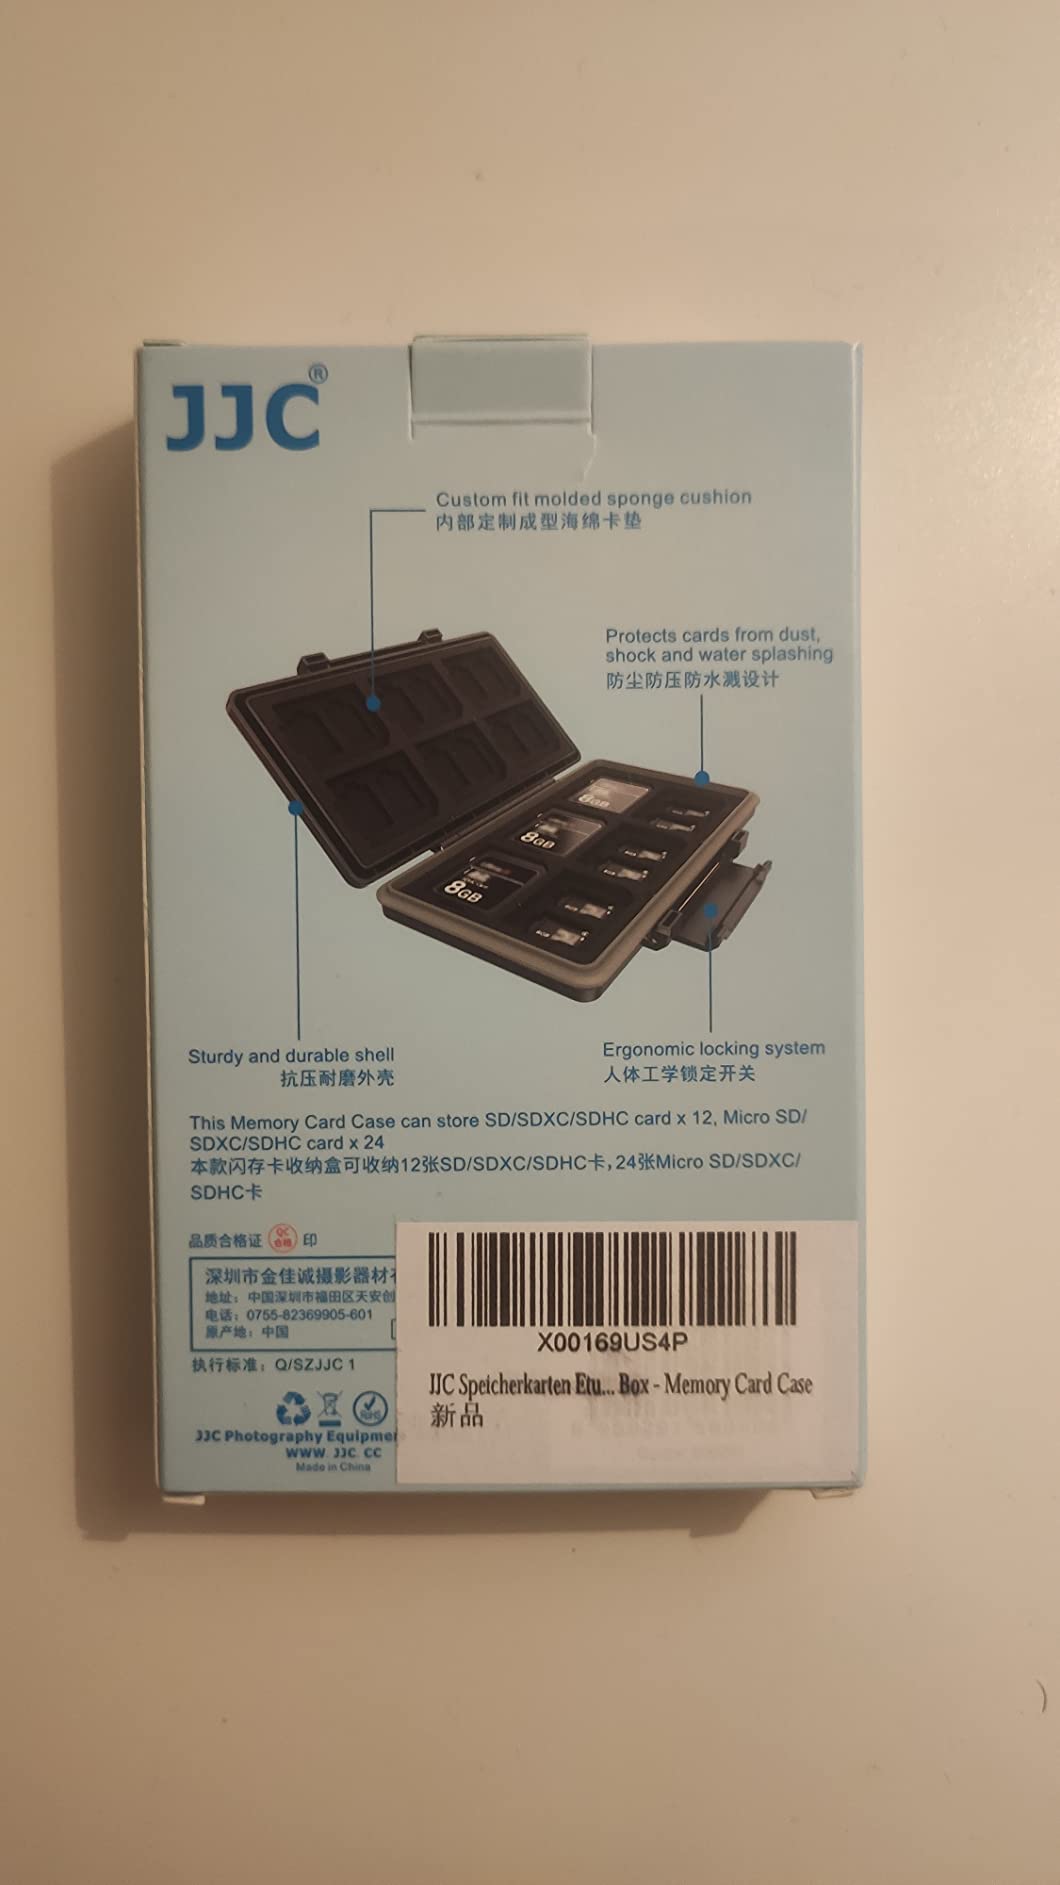 JJC®
Custom fit molded sponge cushion
内部定制成型海绵卡垫
Protects cards from dust,
shock and water splashing
防尘防压防水溅设计
8GB
8GB
8GB
Sturdy and durable shell
抗压耐磨外壳
Ergonomic locking system
人体工学锁定开关
This Memory Card Case can store SD/SDXC/SDHC card x 12, Micro SD/
SDXC/SDHC card x 24
本款闪存卡收纳盒可收纳12张SD/SDXC/SDHC卡,24张Micro SD/SDXC/
SDHC卡
品质合格证 QC 合格 印
深圳市金佳诚摄影器材
地址：中国深圳市福田区天安创
电话：0755-82369905-601
原产地：中国
执行标准：Q/SZJJC 1
RoHS
JJC Photography Equipme
WWW. JJC. CC
Made in China
X00169US4P
JJC Speicherkarten Etu... Box - Memory Card Case
新品